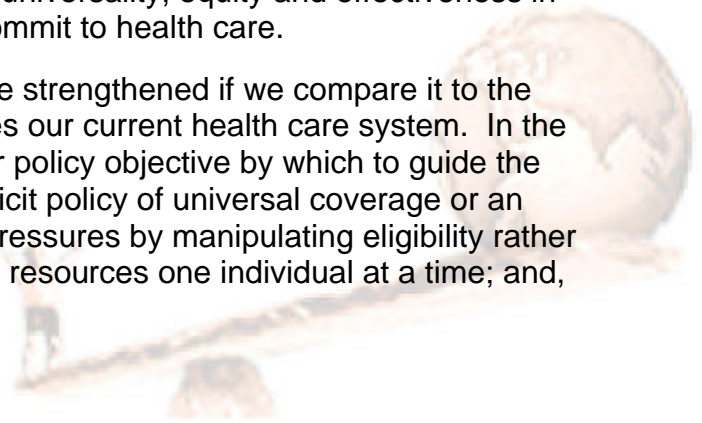 universality, equity and effectiveness in
ommit to health care.
e strengthened if we compare it to the
es our current health care system. In the
r policy objective by which to guide the
icit policy of universal coverage or an
ressures by manipulating eligibility rather
resources one individual at a time; and,